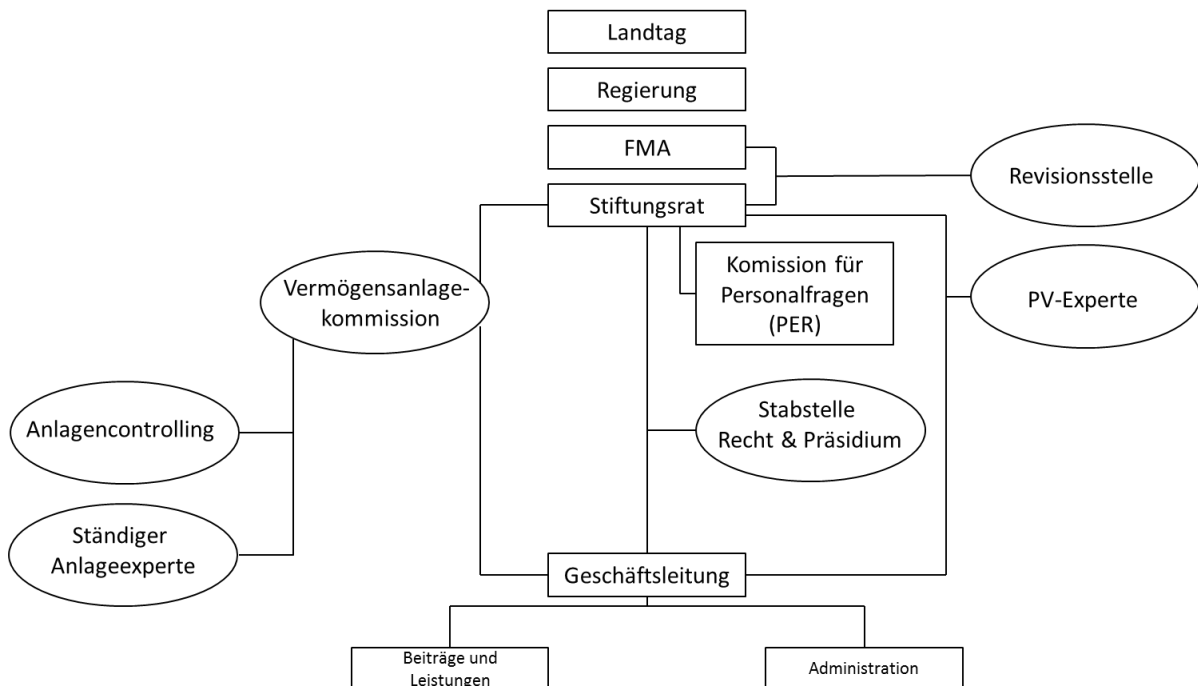 Landtag
Regierung
FMA
Revisionsstelle
Stiftungsrat
Komission für
Personalfragen
(PER)
Vermögensanlage-
kommission
PV-Experte
Anlagencontrolling
Stabstelle
Recht & Präsidium
Ständiger
Anlageexperte
Geschäftsleitung
Beiträge und
Leistungen
Administration